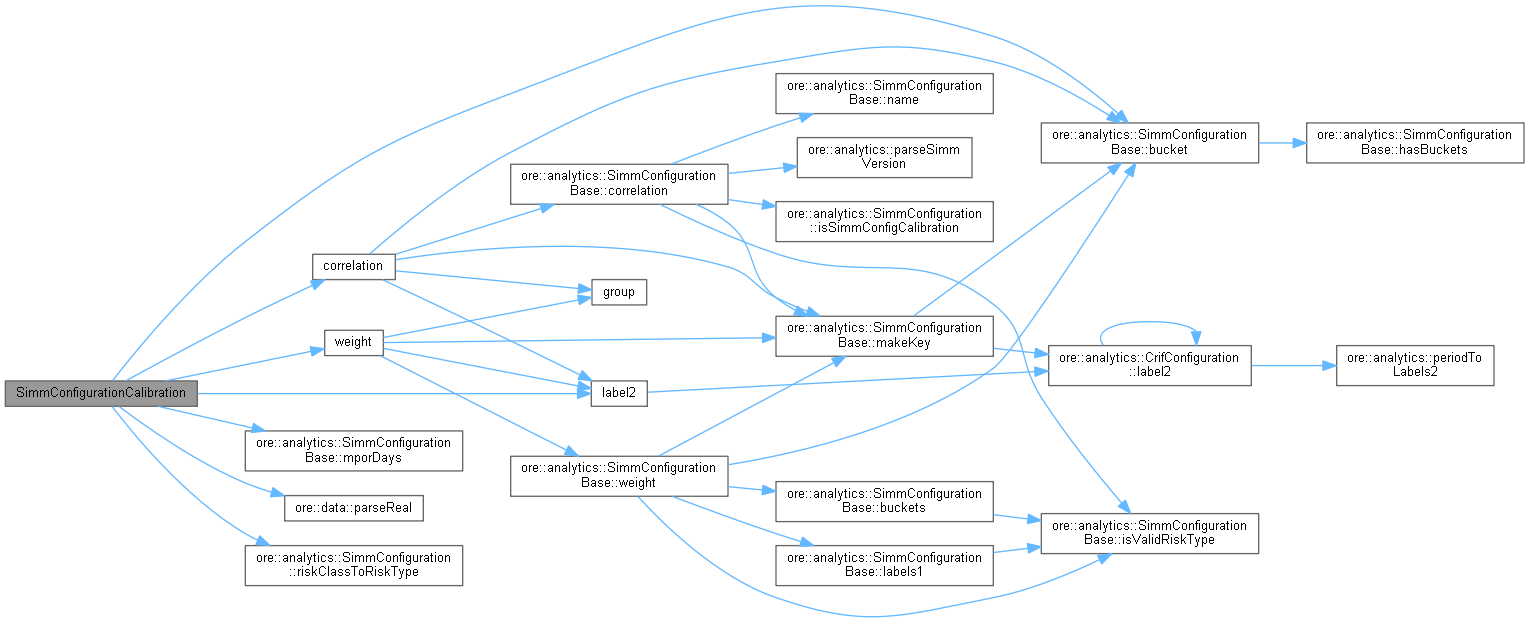 SimmConfigurationCalibration
correlation
weight
ore::analytics::SimmConfiguration
Base::mporDays
ore::data::parseReal
ore::analytics::SimmConfiguration
::riskClassToRiskType
ore::analytics::SimmConfiguration
Base::correlation
group
label2
ore::analytics::SimmConfiguration
Base::weight
ore::analytics::SimmConfiguration
Base::name
ore::analytics::parseSimm
Version
ore::analytics::SimmConfiguration
::isSimmConfigCalibration
ore::analytics::SimmConfiguration
Base::makeKey
ore::analytics::SimmConfiguration
Base::buckets
ore::analytics::SimmConfiguration
Base::labels1
ore::analytics::SimmConfiguration
Base::bucket
ore::analytics::CrifConfiguration
::label2
ore::analytics::SimmConfiguration
Base::isValidRiskType
ore::analytics::SimmConfiguration
Base::hasBuckets
ore::analytics::periodTo
Labels2